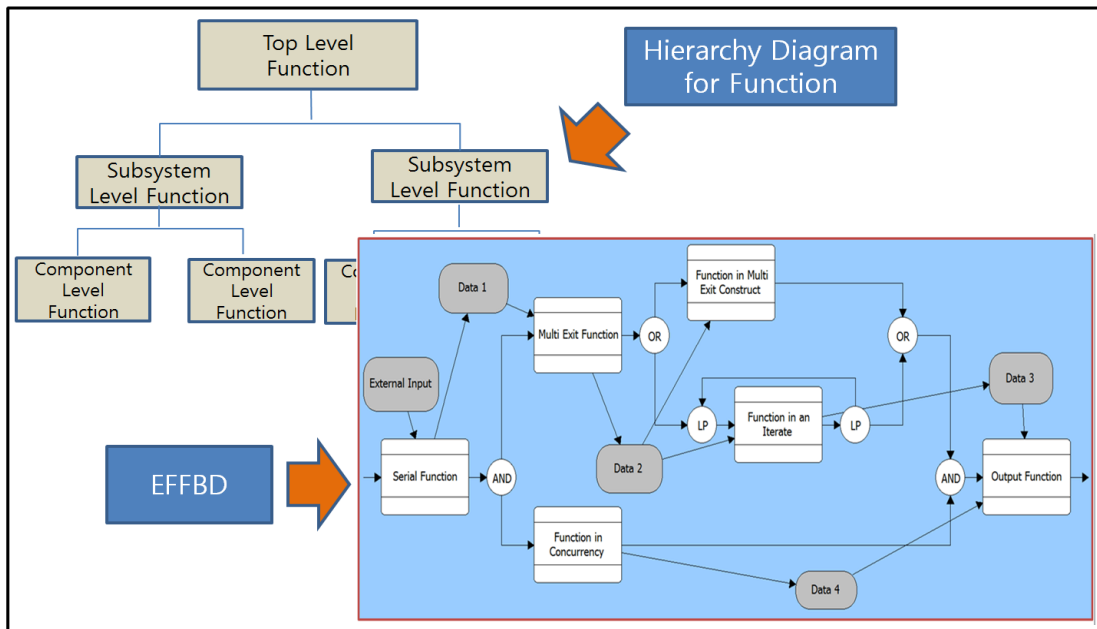 Top Level
Function
Hierarchy Diagram
for Function
Subsystem
Level Function
Subsystem
Level Function
Component
Level
Function
Component
Level
Function
Data 1
Multi Exit Function
OR
Function in Multi
Exit Construct
OR
External Input
LP
Function in an
Iterate
LP
Data 3
Data 2
EFFBD
Serial Function
AND
AND
Output Function
Function in
Concurrency
Data 4